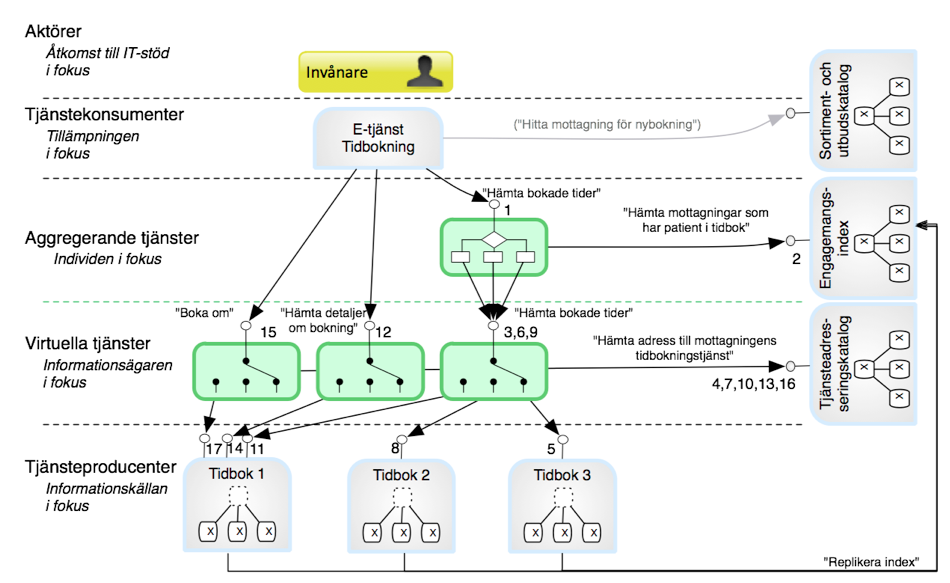 Aktörer
Åtkomst till IT-stöd
i fokus
Invånare
Sortiment- och
utbudskatalog
X
X
X
X
Tjänstekonsumenter
Tillämpningen
i fokus
E-tjänst
Tidbokning
("Hitta mottagning för nybokning")
Aggregerande tjänster
Individen i fokus
"Hämta bokade tider"
1
"Hämta mottagningar som
har patient i tidbok"
2
Engagemangs-
index
X
X
X
X
Virtuella tjänster
Informationsägaren
i fokus
"Boka om"
15
"Hämta detaljer
om bokning"
12
"Hämta bokade tider"
3,6,9
"Hämta adress till mottagningens
tidbokningstjänst"
4,7,10,13,16
Tjänsteadres-
seringskatalog
X
X
X
X
Tjänsteproducenter
Informationskällan
i fokus
17
14
11
8
5
Tidbok 1
X
X
X
Tidbok 2
X
X
X
Tidbok 3
X
X
X
"Replikera index"